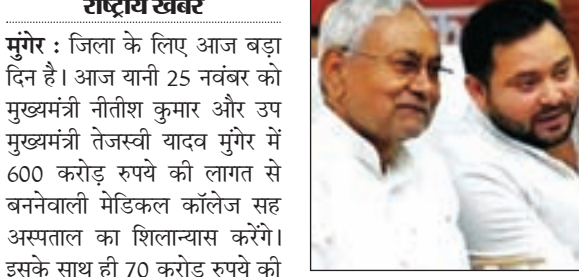 राष्ट्रीय खबर
मुंगेर : जिला के लिए आज बड़ा
दिन है। आज यानी 25 नवंबर को
मुख्यमंत्री नीतीश कुमार और उप
मुख्यमंत्री तेजस्वी यादव मुंगेर में
600 करोड़ रुपये की लागत से
बननेवाली मेडिकल कॉलेज सह
अस्पताल का शिलान्यास करेंगे।
इसके साथ ही 70 करोड़ रुपये की